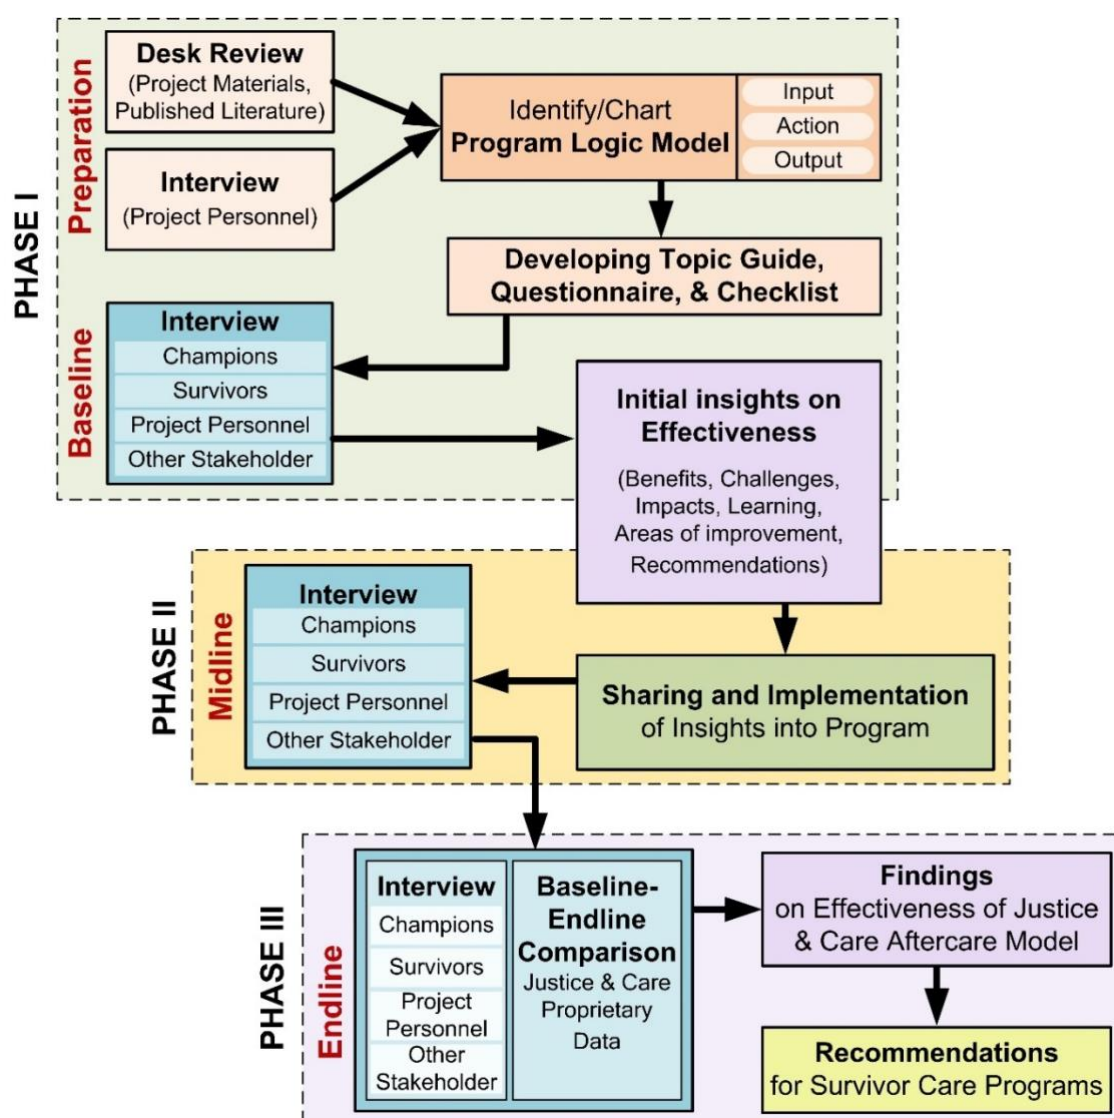 PHASE I
Preparation
Desk Review
(Project Materials,
Published Literature)
Interview
(Project Personnel)
Identify/Chart
Program Logic Model
Input
Action
Output
Developing Topic Guide,
Questionnaire, & Checklist
Baseline
Interview
Champions
Survivors
Project Personnel
Other Stakeholder
Initial insights on
Effectiveness
(Benefits, Challenges,
Impacts, Learning,
Areas of improvement,
Recommendations)
PHASE II
Midline
Interview
Champions
Survivors
Project Personnel
Other Stakeholder
Sharing and Implementation
of Insights into Program
PHASE III
Endline
Interview
Champions
Survivors
Project
Personnel
Other
Stakeholder
Baseline-
Endline
Comparison
Justice & Care
Proprietary
Data
Findings
on Effectiveness of Justice
& Care Aftercare Model
Recommendations
for Survivor Care Programs